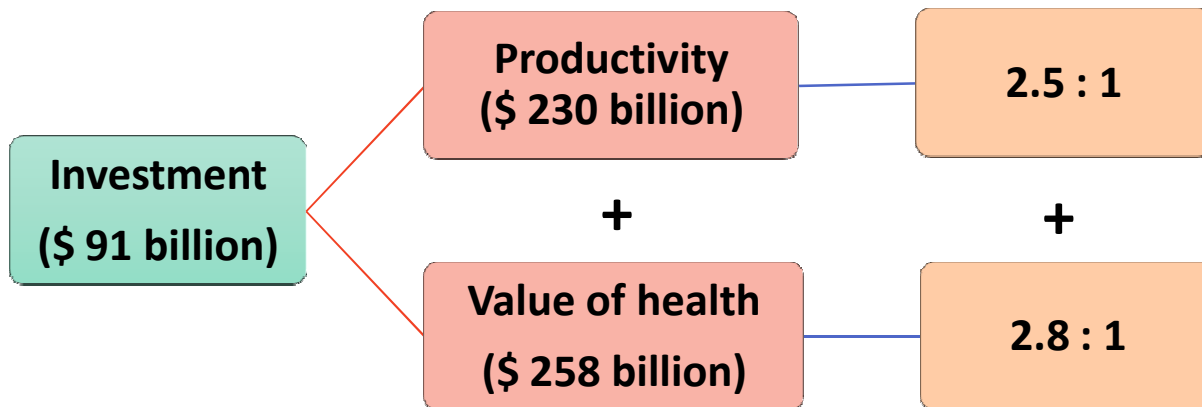 Investment
($ 91 billion)
Productivity
($ 230 billion)
+
Value of health
($ 258 billion)
2.5 : 1
+
2.8 : 1